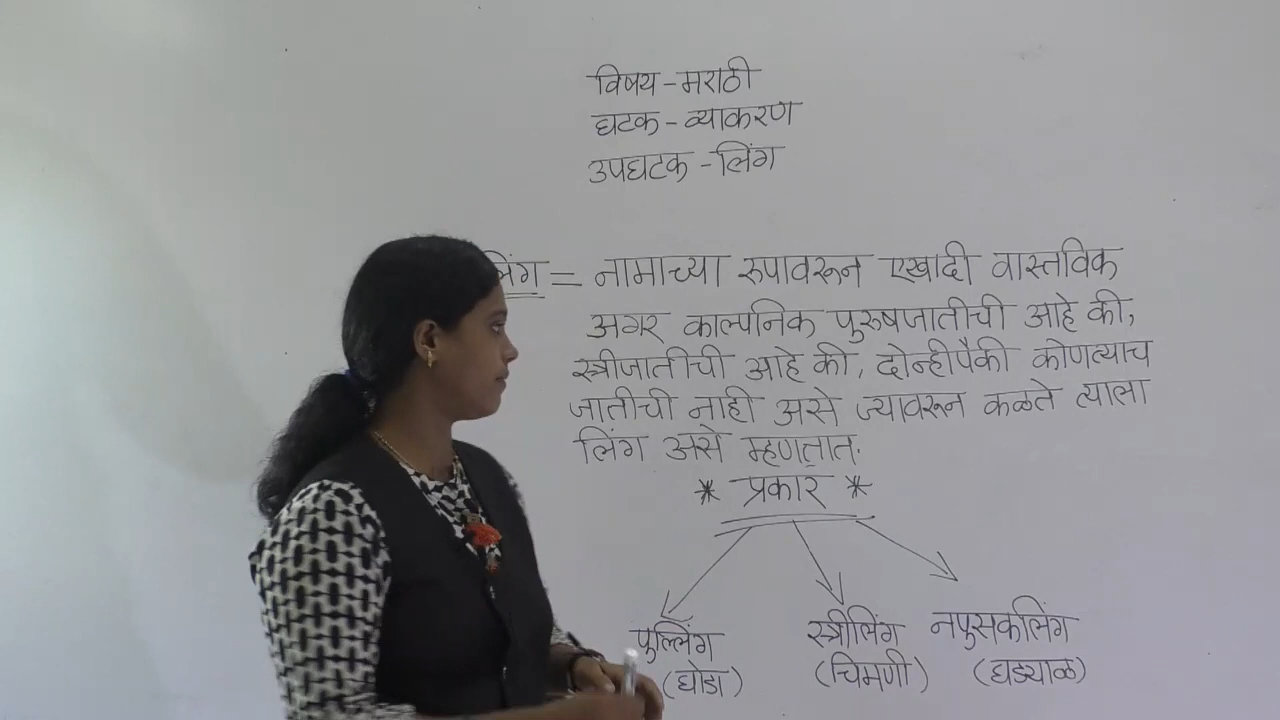 विषय - मराठी
घटक - व्याकरण
उपघटक - लिंग
लिंग = नामाच्या रुपावरून एखादी वास्तविक
अगर काल्पनिक पुरुषजातीची आहे की,
स्त्रीजातीची आहे की, दोन्हीपैकी कोणत्याच
जातीची नाही असे ज्यावरून कळते त्याला
लिंग असे म्हणतात.
* प्रकार *
पुल्लिंग स्त्रीलिंग नपुसकलिंग
(घोडा) (चिमणी) (घड्याळ)